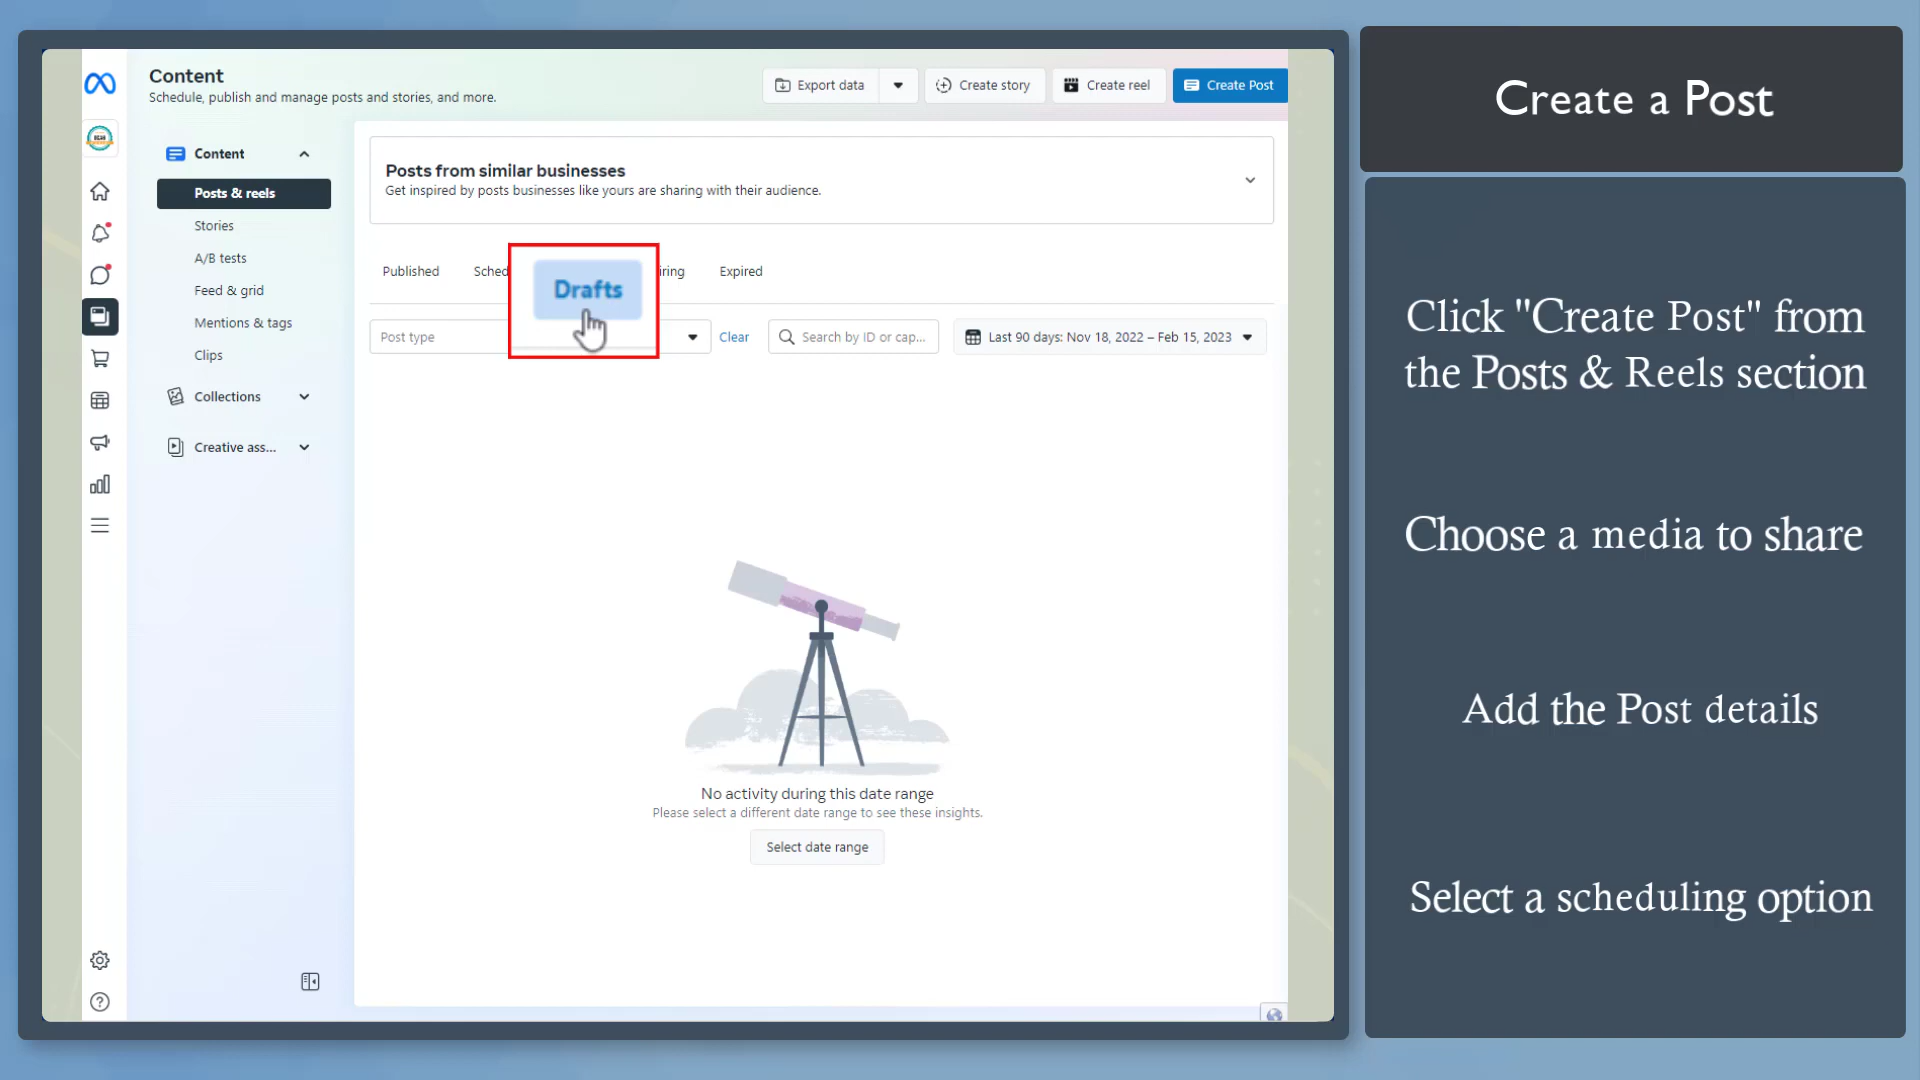 Content
Schedule, publish and manage posts and stories, and more.
Export data
Create story
Create reel
Create Post
Content
Posts & reels
Stories
A/B tests
Feed & grid
Mentions & tags
Clips
Collections
Creative ass...
Posts from similar businesses
Get inspired by posts businesses like yours are sharing with their audience.
Published
Sched
Drafts
iring
Expired
Post type
Clear
Search by ID or cap...
Last 90 days: Nov 18, 2022 – Feb 15, 2023
No activity during this date range
Please select a different date range to see these insights.
Select date range
Create a Post
Click "Create Post" from
the Posts & Reels section
Choose a media to share
Add the Post details
Select a scheduling option